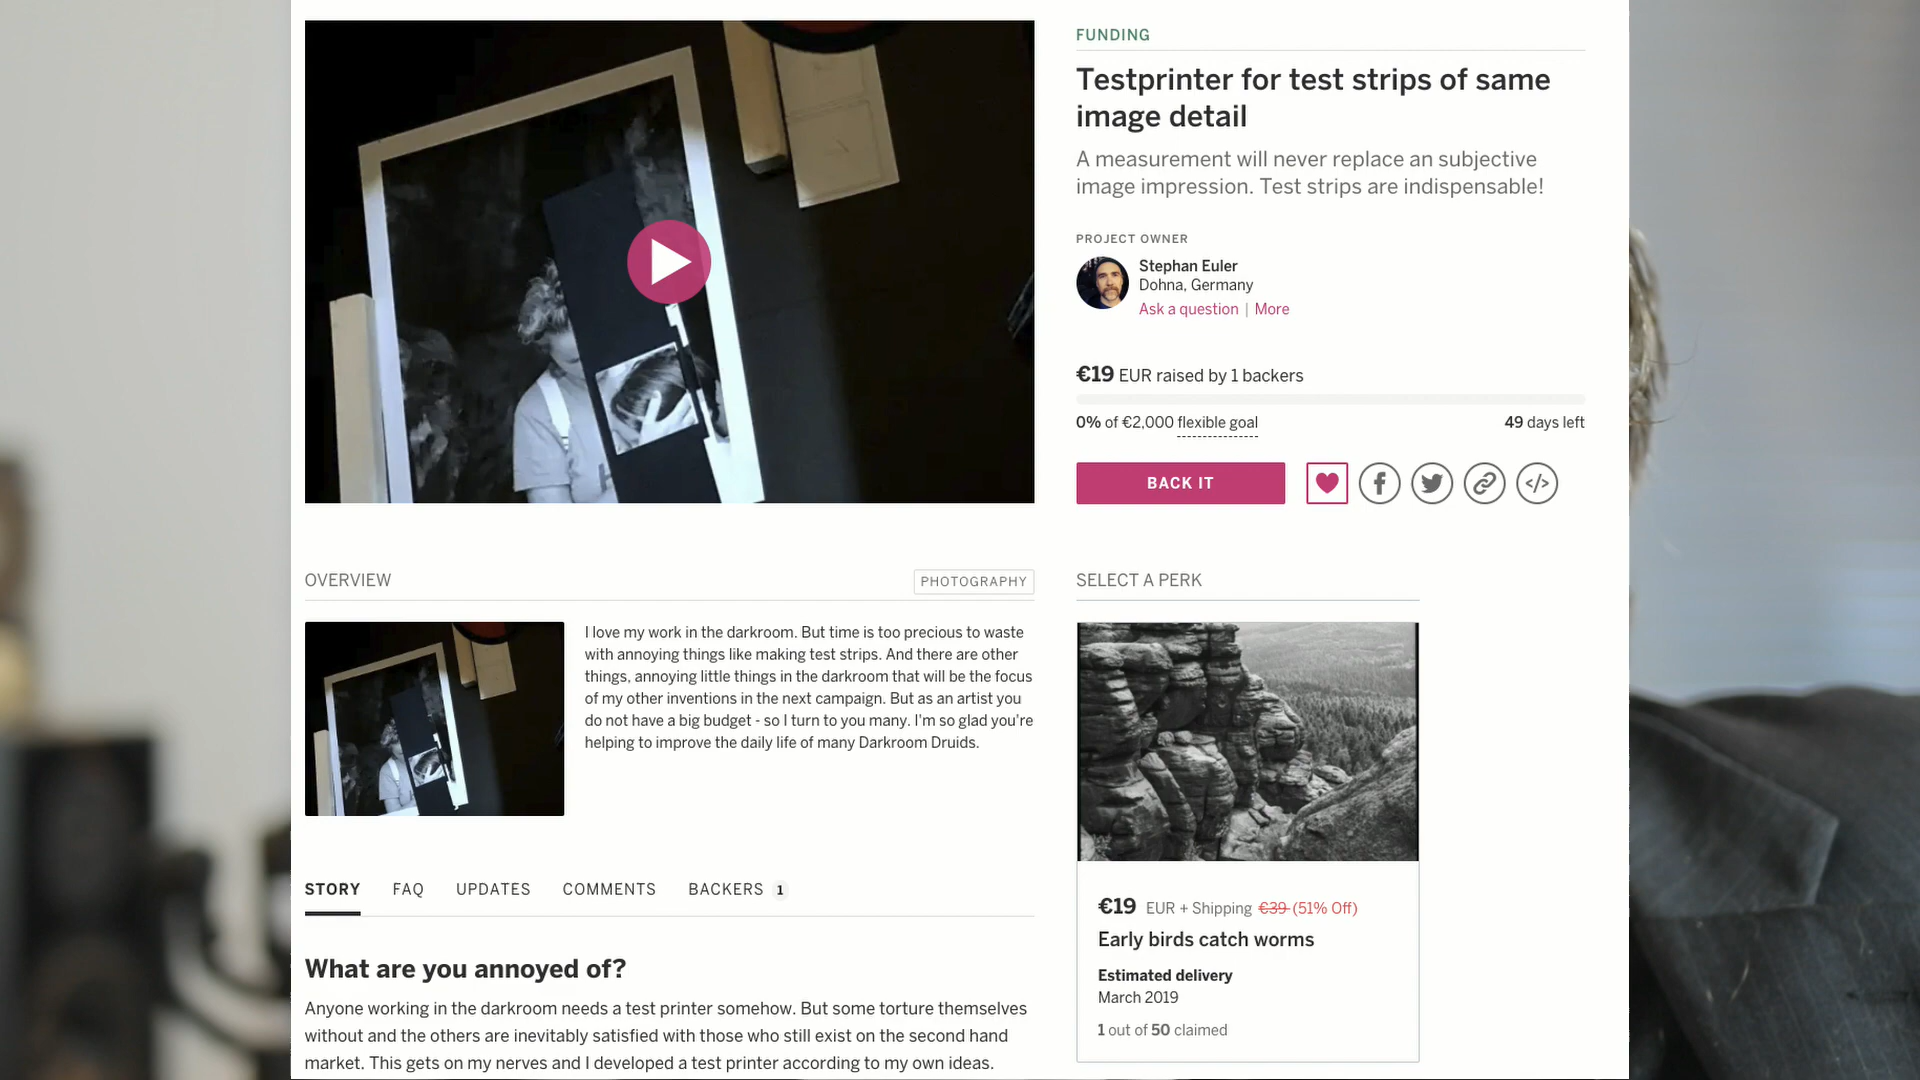 FUNDING
Testprinter for test strips of same
image detail
A measurement will never replace an subjective
image impression. Test strips are indispensable!
PROJECT OWNER
Stephan Euler
Dohna, Germany
Ask a question | More
€19 EUR raised by 1 backers
0% of €2,000 flexible goal
49 days left
BACK IT
OVERVIEW
PHOTOGRAPHY
I love my work in the darkroom. But time is too precious to waste
with annoying things like making test strips. And there are other
things, annoying little things in the darkroom that will be the focus
of my other inventions in the next campaign. But as an artist you
do not have a big budget - so I turn to you many. I'm so glad you're
helping to improve the daily life of many Darkroom Druids.
SELECT A PERK
€19 EUR + Shipping €39 (51% Off)
Early birds catch worms
Estimated delivery
March 2019
1 out of 50 claimed
STORY FAQ UPDATES COMMENTS BACKERS 1
What are you annoyed of?
Anyone working in the darkroom needs a test printer somehow. But some torture themselves
without and the others are inevitably satisfied with those who still exist on the second hand
market. This gets on my nerves and I developed a test printer according to my own ideas.